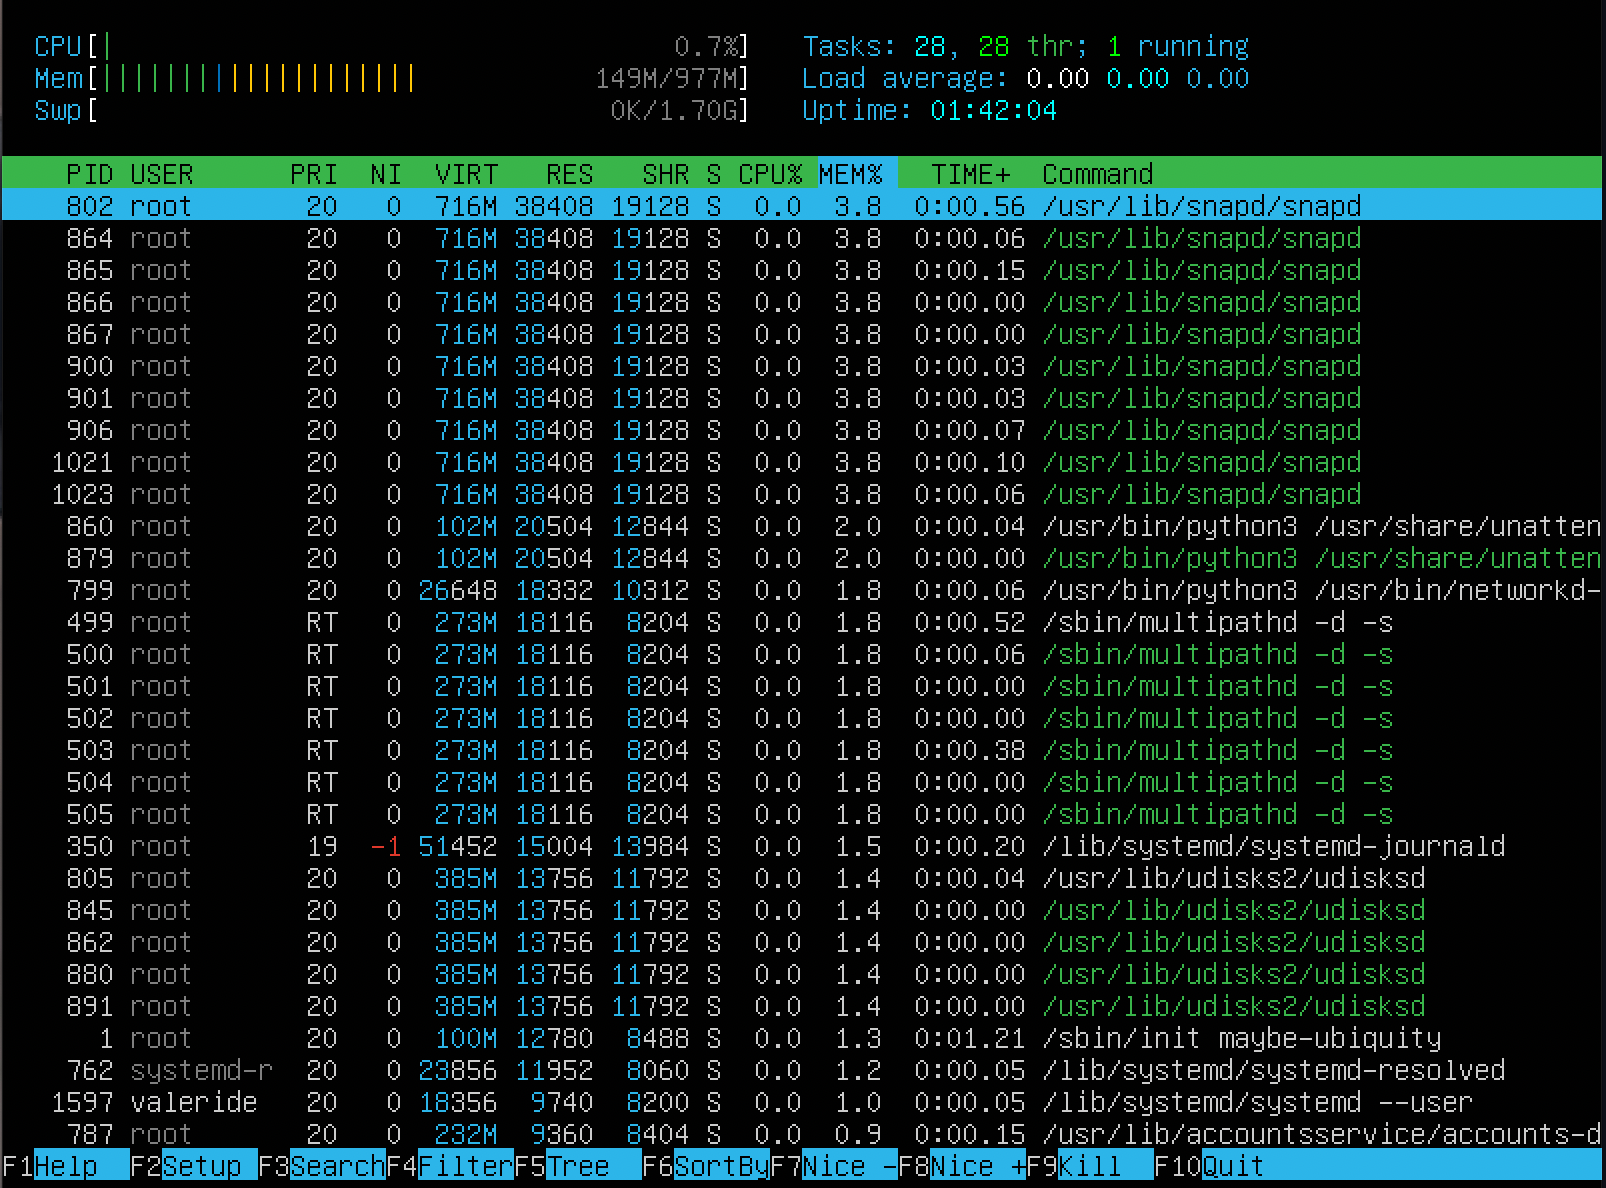 CPU[| 0.7%] Tasks: 28, 28 thr; 1 running
Mem[|||||||||||||||||||| 149M/977M] Load average: 0.00 0.00 0.00
Swp[ 0K/1.70G] Uptime: 01:42:04
PID USER PRI NI VIRT RES SHR S CPU% MEM% TIME+ Command
802 root 20 0 716M 38408 19128 S 0.0 3.8 0:00.56 /usr/lib/snapd/snapd
864 root 20 0 716M 38408 19128 S 0.0 3.8 0:00.06 /usr/lib/snapd/snapd
865 root 20 0 716M 38408 19128 S 0.0 3.8 0:00.15 /usr/lib/snapd/snapd
866 root 20 0 716M 38408 19128 S 0.0 3.8 0:00.00 /usr/lib/snapd/snapd
867 root 20 0 716M 38408 19128 S 0.0 3.8 0:00.00 /usr/lib/snapd/snapd
900 root 20 0 716M 38408 19128 S 0.0 3.8 0:00.03 /usr/lib/snapd/snapd
901 root 20 0 716M 38408 19128 S 0.0 3.8 0:00.03 /usr/lib/snapd/snapd
906 root 20 0 716M 38408 19128 S 0.0 3.8 0:00.07 /usr/lib/snapd/snapd
1021 root 20 0 716M 38408 19128 S 0.0 3.8 0:00.10 /usr/lib/snapd/snapd
1023 root 20 0 716M 38408 19128 S 0.0 3.8 0:00.06 /usr/lib/snapd/snapd
860 root 20 0 102M 20504 12844 S 0.0 2.0 0:00.04 /usr/bin/python3 /usr/share/unatten
879 root 20 0 102M 20504 12844 S 0.0 2.0 0:00.00 /usr/bin/python3 /usr/share/unatten
799 root 20 0 26648 18332 10312 S 0.0 1.8 0:00.06 /usr/bin/python3 /usr/bin/networkd-
499 root RT 0 273M 18116 8204 S 0.0 1.8 0:00.52 /sbin/multipathd -d -s
500 root RT 0 273M 18116 8204 S 0.0 1.8 0:00.06 /sbin/multipathd -d -s
501 root RT 0 273M 18116 8204 S 0.0 1.8 0:00.00 /sbin/multipathd -d -s
502 root RT 0 273M 18116 8204 S 0.0 1.8 0:00.00 /sbin/multipathd -d -s
503 root RT 0 273M 18116 8204 S 0.0 1.8 0:00.38 /sbin/multipathd -d -s
504 root RT 0 273M 18116 8204 S 0.0 1.8 0:00.00 /sbin/multipathd -d -s
505 root RT 0 273M 18116 8204 S 0.0 1.8 0:00.00 /sbin/multipathd -d -s
350 root 19 -1 51452 15004 13984 S 0.0 1.5 0:00.20 /lib/systemd/systemd-journald
805 root 20 0 385M 13756 11792 S 0.0 1.4 0:00.04 /usr/lib/udisks2/udisksd
845 root 20 0 385M 13756 11792 S 0.0 1.4 0:00.00 /usr/lib/udisks2/udisksd
862 root 20 0 385M 13756 11792 S 0.0 1.4 0:00.00 /usr/lib/udisks2/udisksd
880 root 20 0 385M 13756 11792 S 0.0 1.4 0:00.00 /usr/lib/udisks2/udisksd
891 root 20 0 385M 13756 11792 S 0.0 1.4 0:00.00 /usr/lib/udisks2/udisksd
1 root 20 0 100M 12780 8488 S 0.0 1.3 0:01.21 /sbin/init maybe-ubiquity
762 systemd-r 20 0 23856 11952 8060 S 0.0 1.2 0:00.05 /lib/systemd/systemd-resolved
1597 valeride 20 0 18356 9740 8200 S 0.0 1.0 0:00.05 /lib/systemd/systemd --user
787 root 20 0 232M 9360 8404 S 0.0 0.9 0:00.15 /usr/lib/accountsservice/accounts-d
F1Help F2Setup F3SearchF4FilterF5Tree F6SortByF7Nice -F8Nice +F9Kill F10Quit